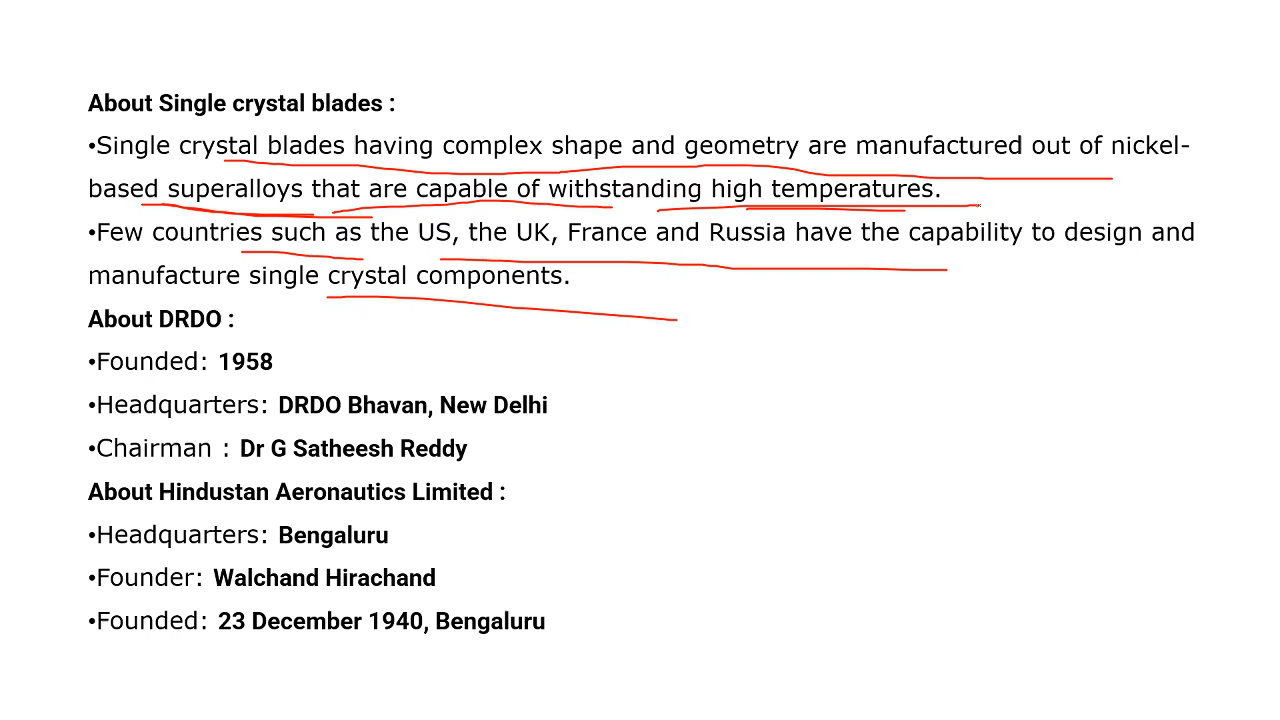 About Single crystal blades :
•Single crystal blades having complex shape and geometry are manufactured out of nickel-
based superalloys that are capable of withstanding high temperatures.
•Few countries such as the US, the UK, France and Russia have the capability to design and
manufacture single crystal components.
About DRDO :
•Founded: 1958
•Headquarters: DRDO Bhavan, New Delhi
•Chairman : Dr G Satheesh Reddy
About Hindustan Aeronautics Limited :
•Headquarters: Bengaluru
•Founder: Walchand Hirachand
•Founded: 23 December 1940, Bengaluru